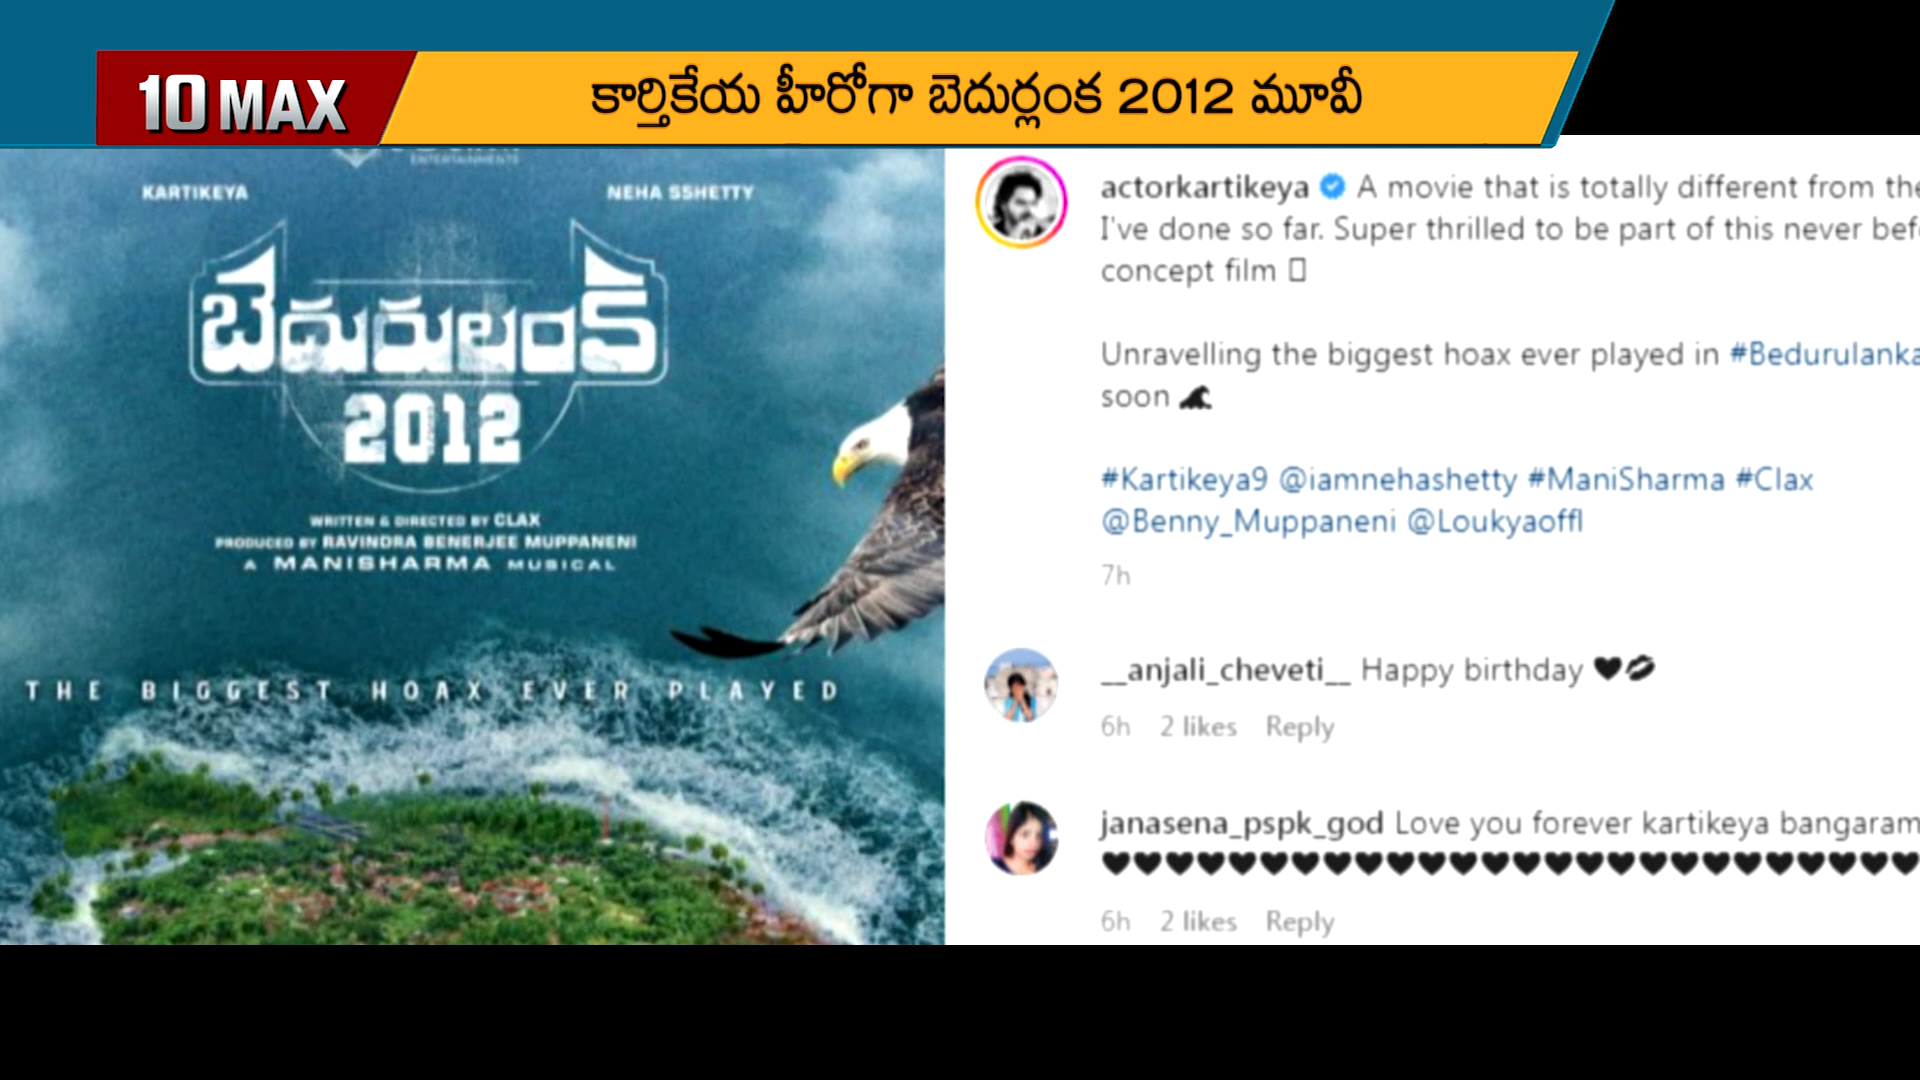 10 MAX
కార్తికేయ హీరోగా బెదుర్లంక 2012 మూవీ
ENTERTAINMENTS
KARTIKEYA
NEHA SSHETTY
బెదురులంక
2012
WRITTEN & DIRECTED BY CLAX
PRODUCED BY RAVINDRA BENERJEE MUPPANENI
A MANISHARMA MUSICAL
THE BIGGEST HOAX EVER PLAYED
actorkartikeya A movie that is totally different from the
I've done so far. Super thrilled to be part of this never
concept film
Unravelling the biggest hoax ever played in #Bedurulanka
soon 🌊
#Kartikeya9 @iamnehashetty #ManiSharma #Clax
@Benny_Muppaneni @Loukyaoffl
7h
__anjali_cheveti__ Happy birthday ♥💋
6h 2 likes Reply
janasena_pspk_god Love you forever kartikeya bangaram
♥♥♥♥♥♥♥♥♥♥♥♥♥♥♥♥♥♥♥♥♥♥♥♥♥♥
6h 2 likes Reply